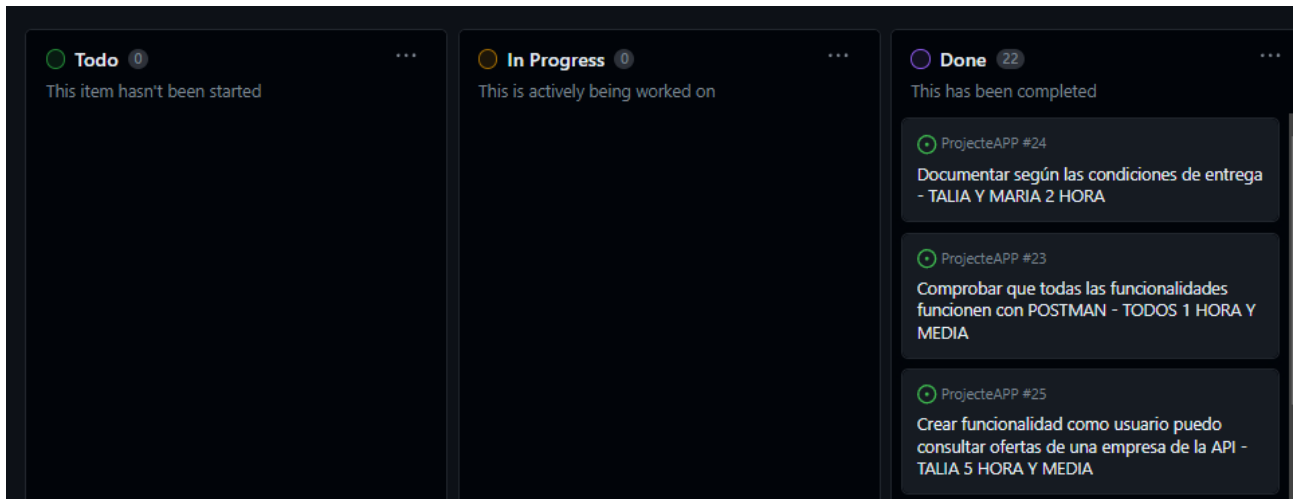 Todo 0
This item hasn't been started
In Progress 0
This is actively being worked on
Done 22
This has been completed
ProjecteAPP #24
Documentar según las condiciones de entrega
- TALIA Y MARIA 2 HORA
ProjecteAPP #23
Comprobar que todas las funcionalidades
funcionen con POSTMAN - TODOS 1 HORA Y
MEDIA
ProjecteAPP #25
Crear funcionalidad como usuario puedo
consultar ofertas de una empresa de la API -
TALIA 5 HORA Y MEDIA